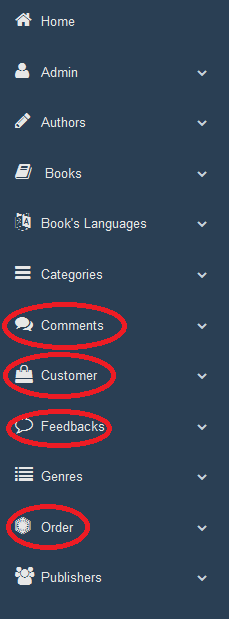 Home
Admin
Authors
Books
Book's Languages
Categories
Comments
Customer
Feedbacks
Genres
Order
Publishers